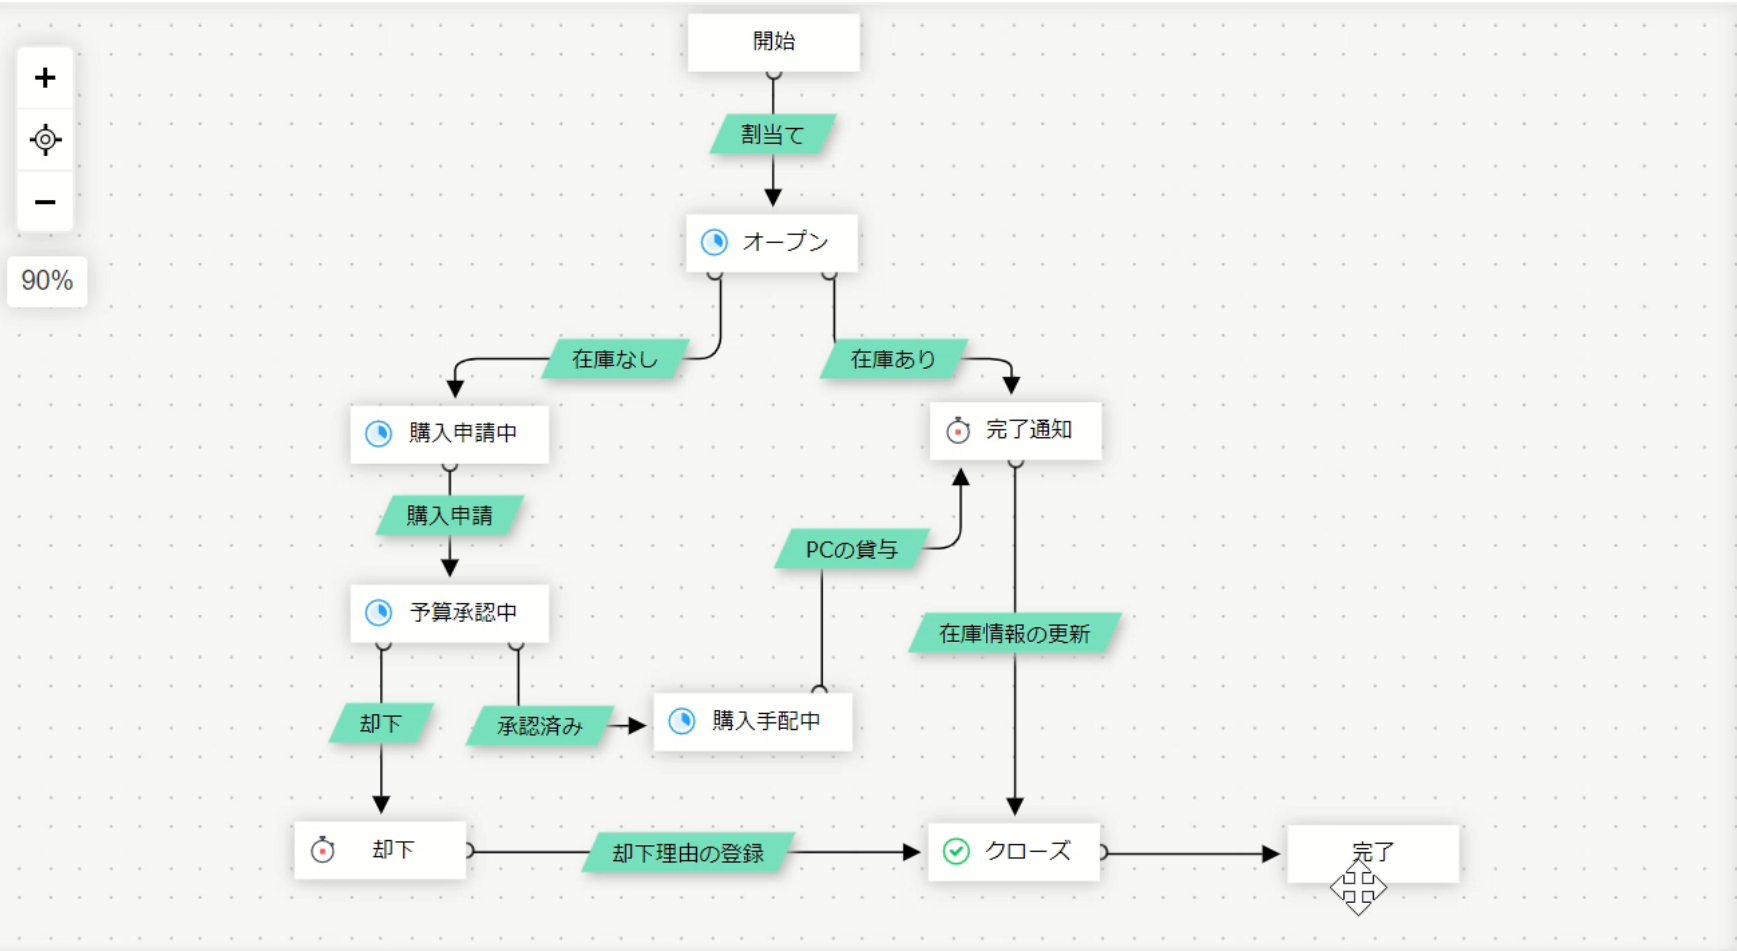 開始
+
割当て
−
オープン
90%
在庫なし
在庫あり
購入申請中
完了通知
購入申請
PCの貸与
予算承認中
在庫情報の更新
却下
承認済み
購入手配中
却下
却下理由の登録
クローズ
完了